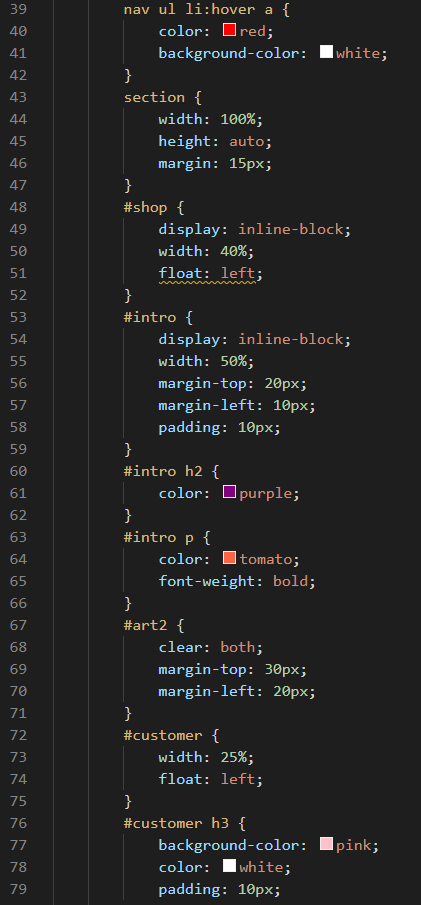 39 nav ul li:hover a {
40 color: red;
41 background-color: white;
42 }
43 section {
44 width: 100%;
45 height: auto;
46 margin: 15px;
47 }
48 #shop {
49 display: inline-block;
50 width: 40%;
51 float: left;
52 }
53 #intro {
54 display: inline-block;
55 width: 50%;
56 margin-top: 20px;
57 margin-left: 10px;
58 padding: 10px;
59 }
60 #intro h2 {
61 color: purple;
62 }
63 #intro p {
64 color: tomato;
65 font-weight: bold;
66 }
67 #art2 {
68 clear: both;
69 margin-top: 30px;
70 margin-left: 20px;
71 }
72 #customer {
73 width: 25%;
74 float: left;
75 }
76 #customer h3 {
77 background-color: pink;
78 color: white;
79 padding: 10px;